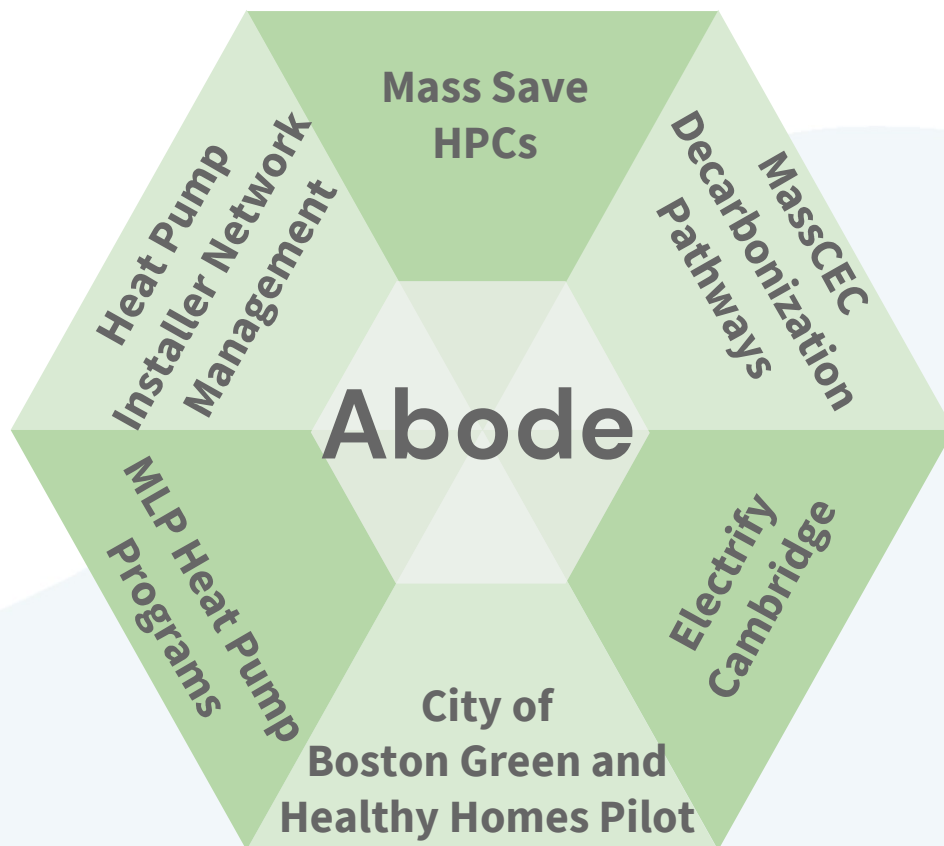 Mass Save
HPCs
MassCEC
Decarbonization
Pathways
Electrify
Cambridge
City of
Boston Green and
Healthy Homes Pilot
MLP Heat Pump
Programs
Heat Pump
Installer Network
Management
Abode